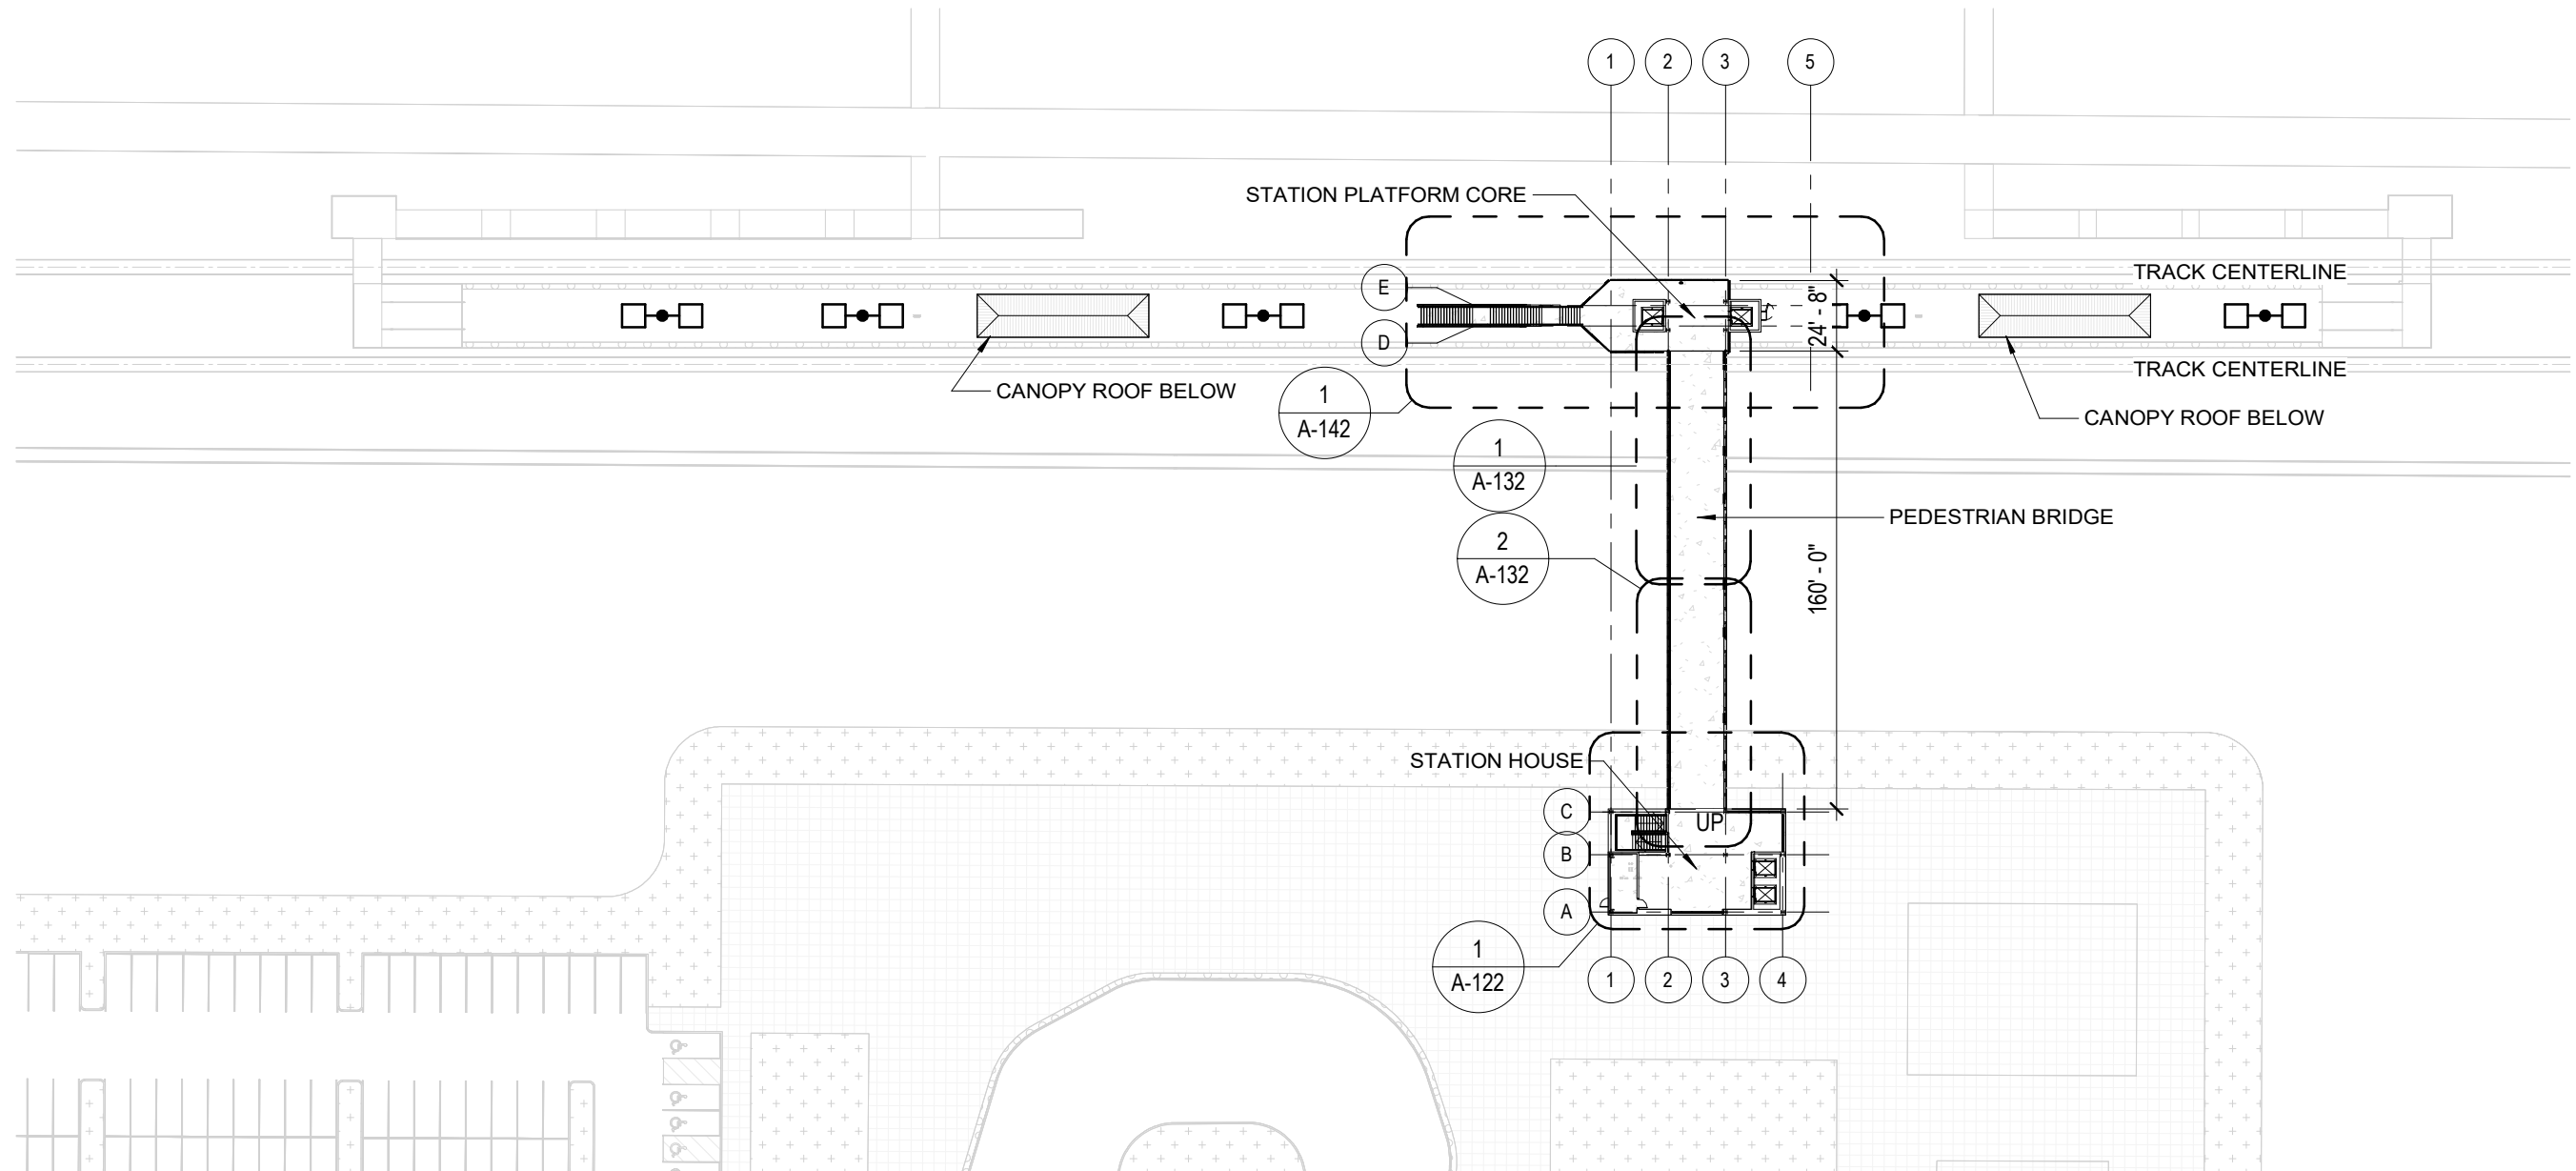 1
2
3
5
STATION PLATFORM CORE
E
D
24' - 8"
TRACK CENTERLINE
TRACK CENTERLINE
CANOPY ROOF BELOW
CANOPY ROOF BELOW
1
A-142
1
A-132
2
A-132
PEDESTRIAN BRIDGE
160' - 0"
STATION HOUSE
C
B
A
UP
1
A-122
1
2
3
4